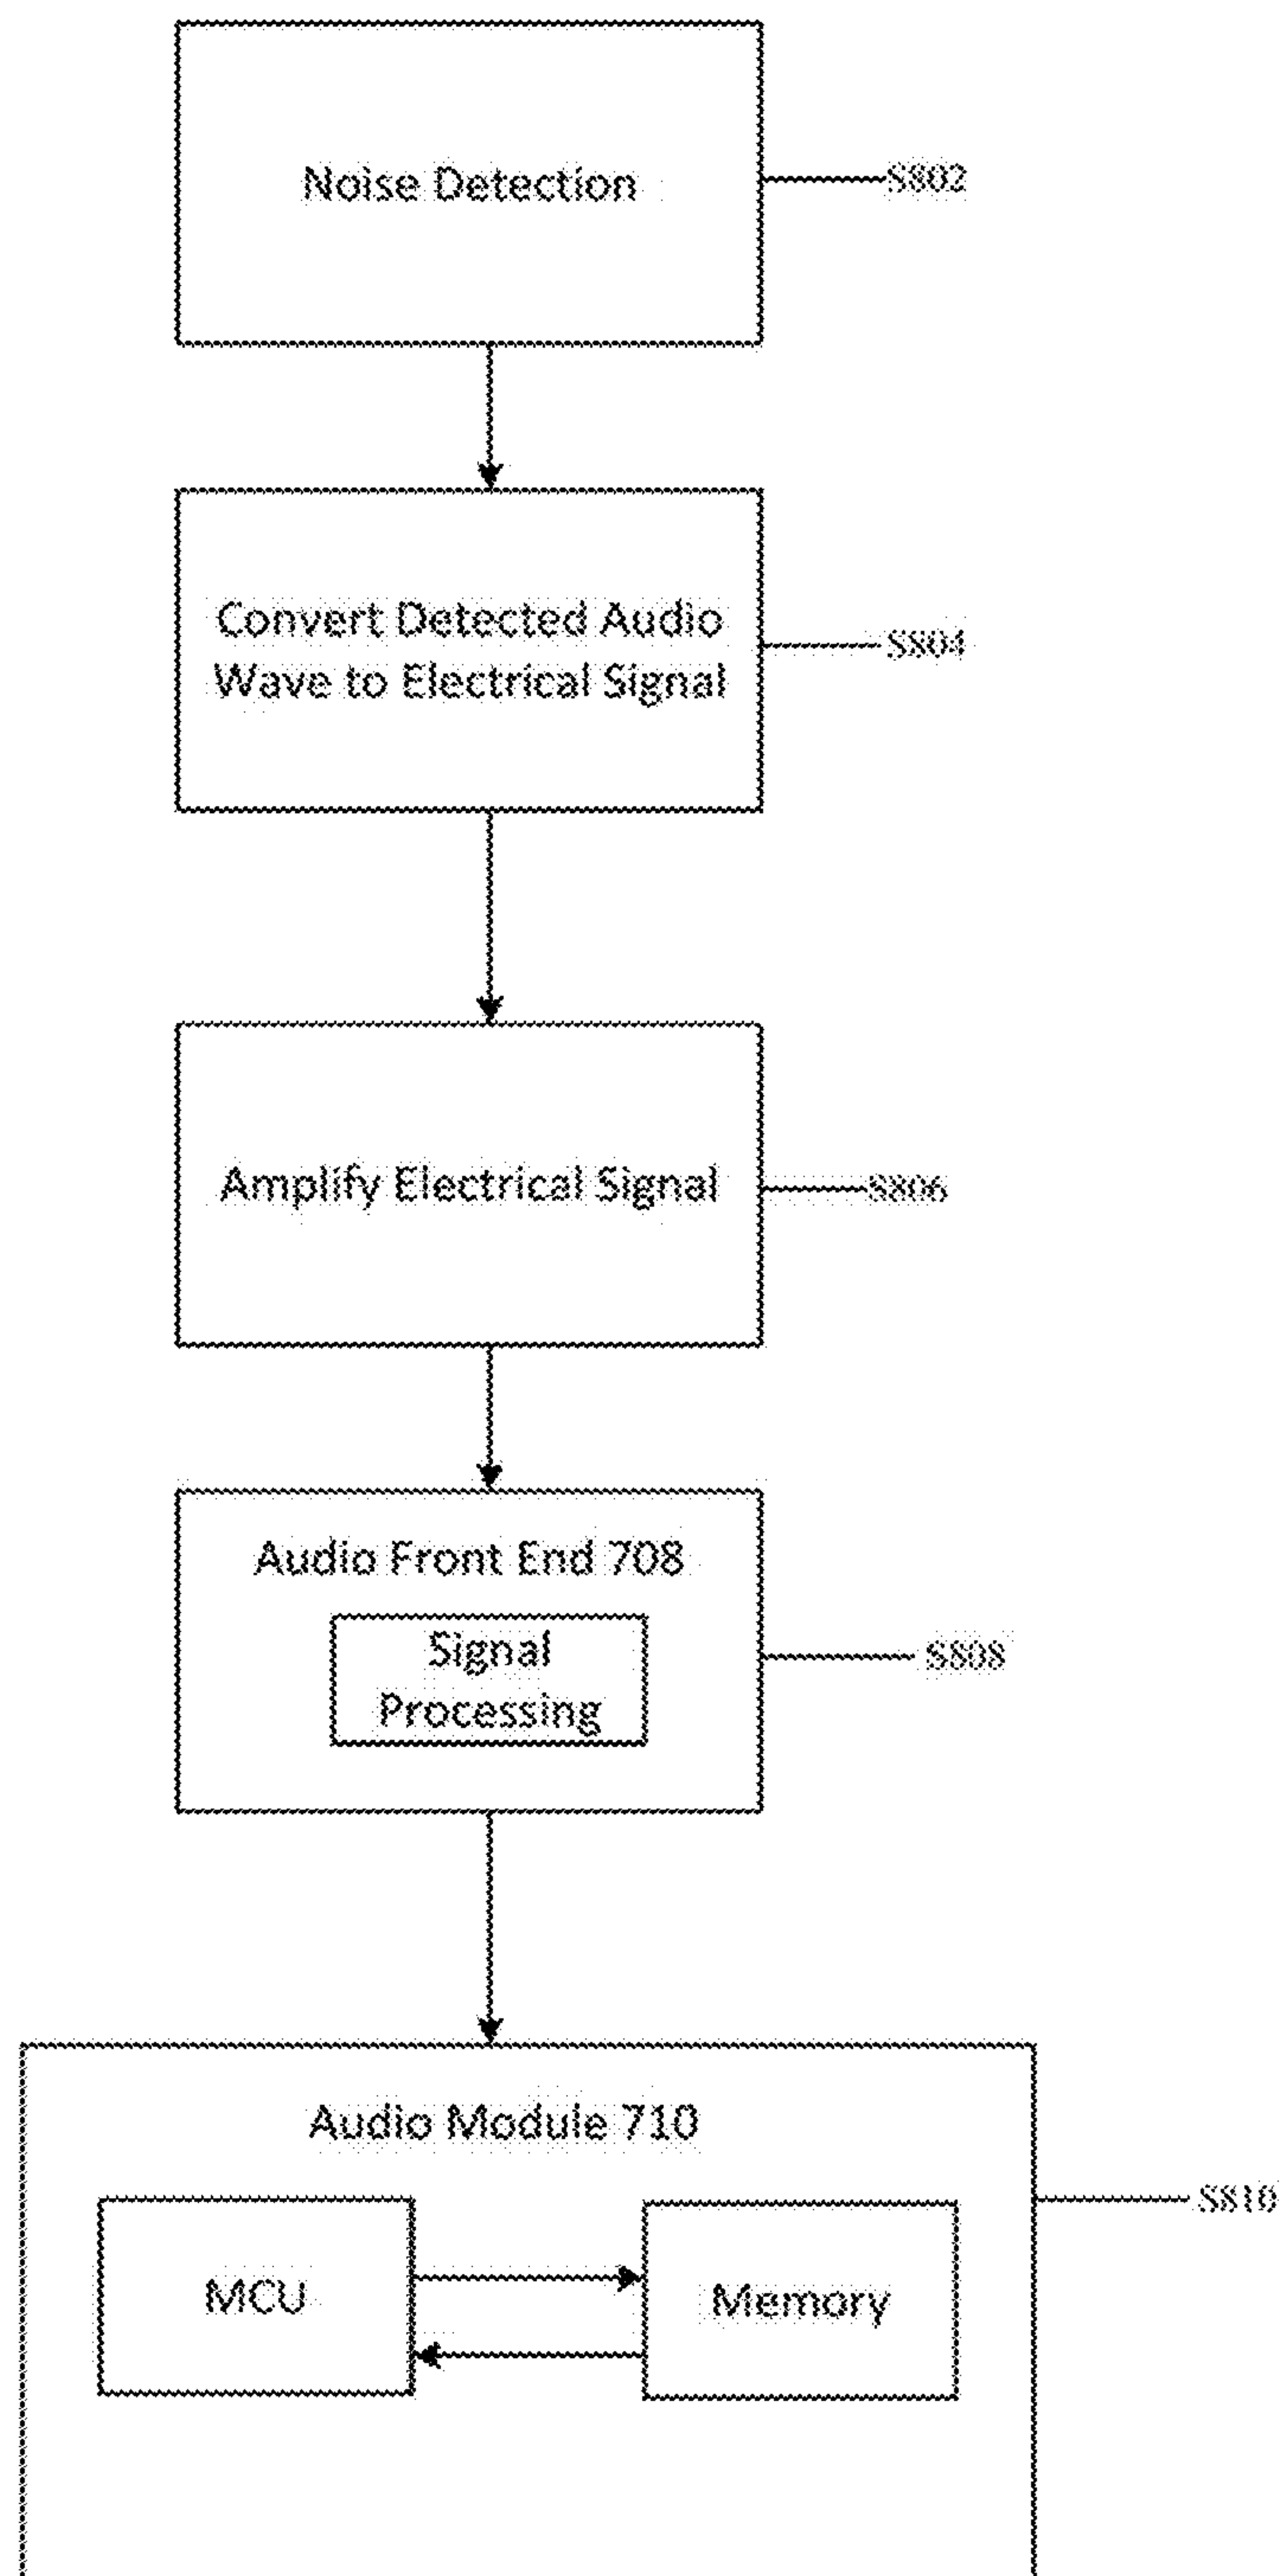 Noise Detection
S802
Convert Detected Audio
Wave to Electrical Signal
S804
Amplify Electrical Signal
S806
Audio Front End 708
Signal
Processing
S808
Audio Module 710
S810
MCU
Memory